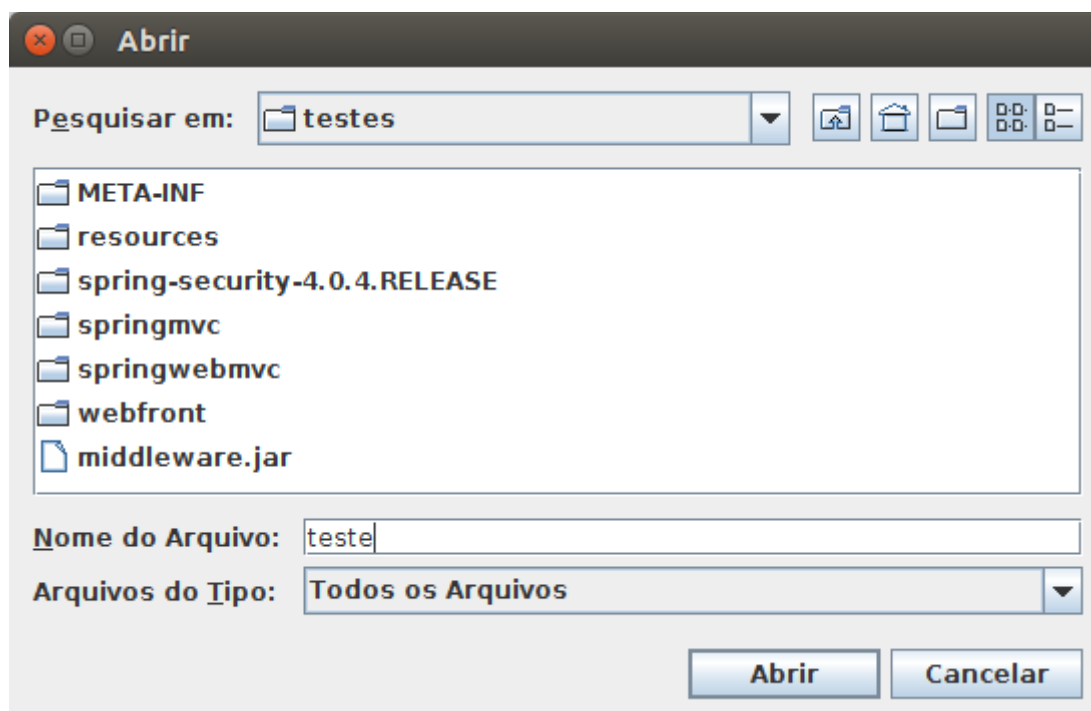 Abrir
Pesquisar em: testes
META-INF
resources
spring-security-4.0.4.RELEASE
springmvc
springwebmvc
webfront
middleware.jar
Nome do Arquivo: teste
Arquivos do Tipo: Todos os Arquivos
Abrir Cancelar